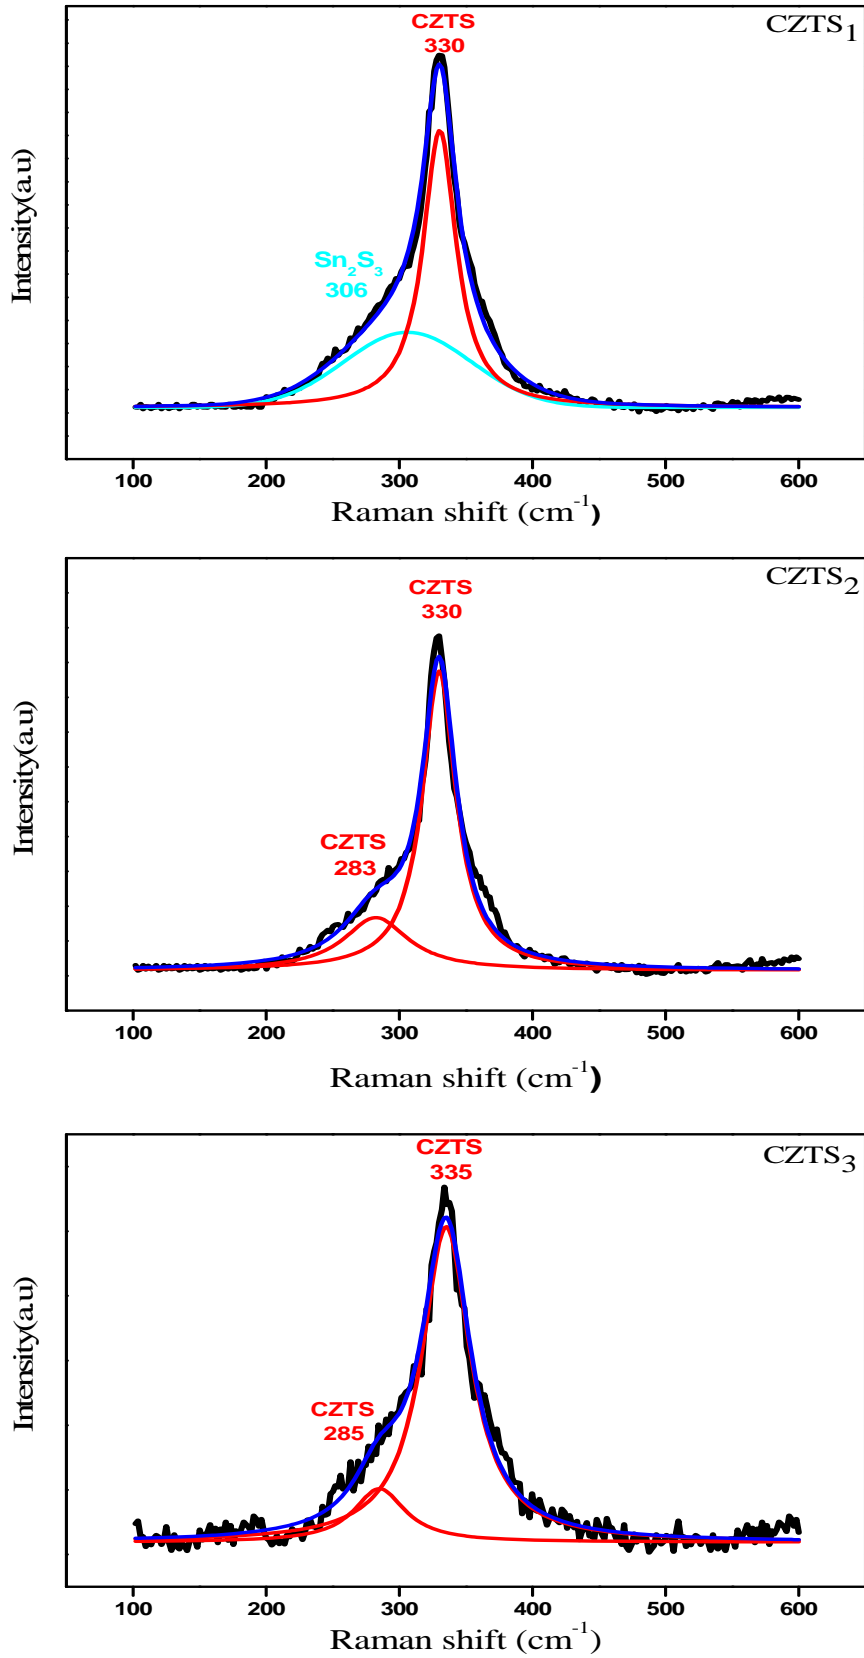 CZTS
330
CZTS₁
Sn₂S₃
306
Intensity(a.u)
100 200 300 400 500 600
Raman shift (cm⁻¹)
CZTS
330
CZTS₂
CZTS
283
Intensity(a.u)
100 200 300 400 500 600
Raman shift (cm⁻¹)
CZTS
335
CZTS₃
CZTS
285
Intensity(a.u)
100 200 300 400 500 600
Raman shift (cm⁻¹)